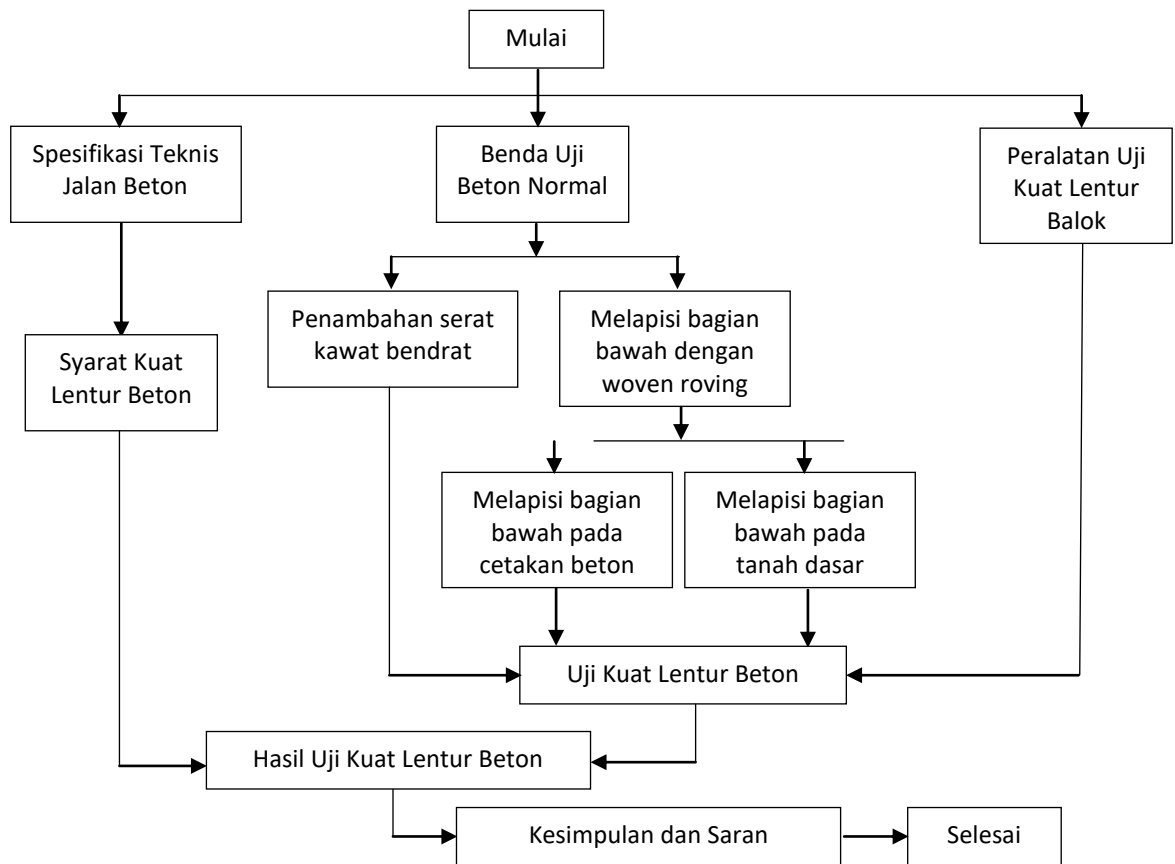 Mulai
Spesifikasi Teknis
Jalan Beton
Benda Uji
Beton Normal
Peralatan Uji
Kuat Lentur
Balok
Penambahan serat
kawat bendrat
Melapisi bagian
bawah dengan
woven roving
Syarat Kuat
Lentur Beton
Melapisi bagian
bawah pada
cetakan beton
Melapisi bagian
bawah pada
tanah dasar
Uji Kuat Lentur Beton
Hasil Uji Kuat Lentur Beton
Kesimpulan dan Saran
Selesai